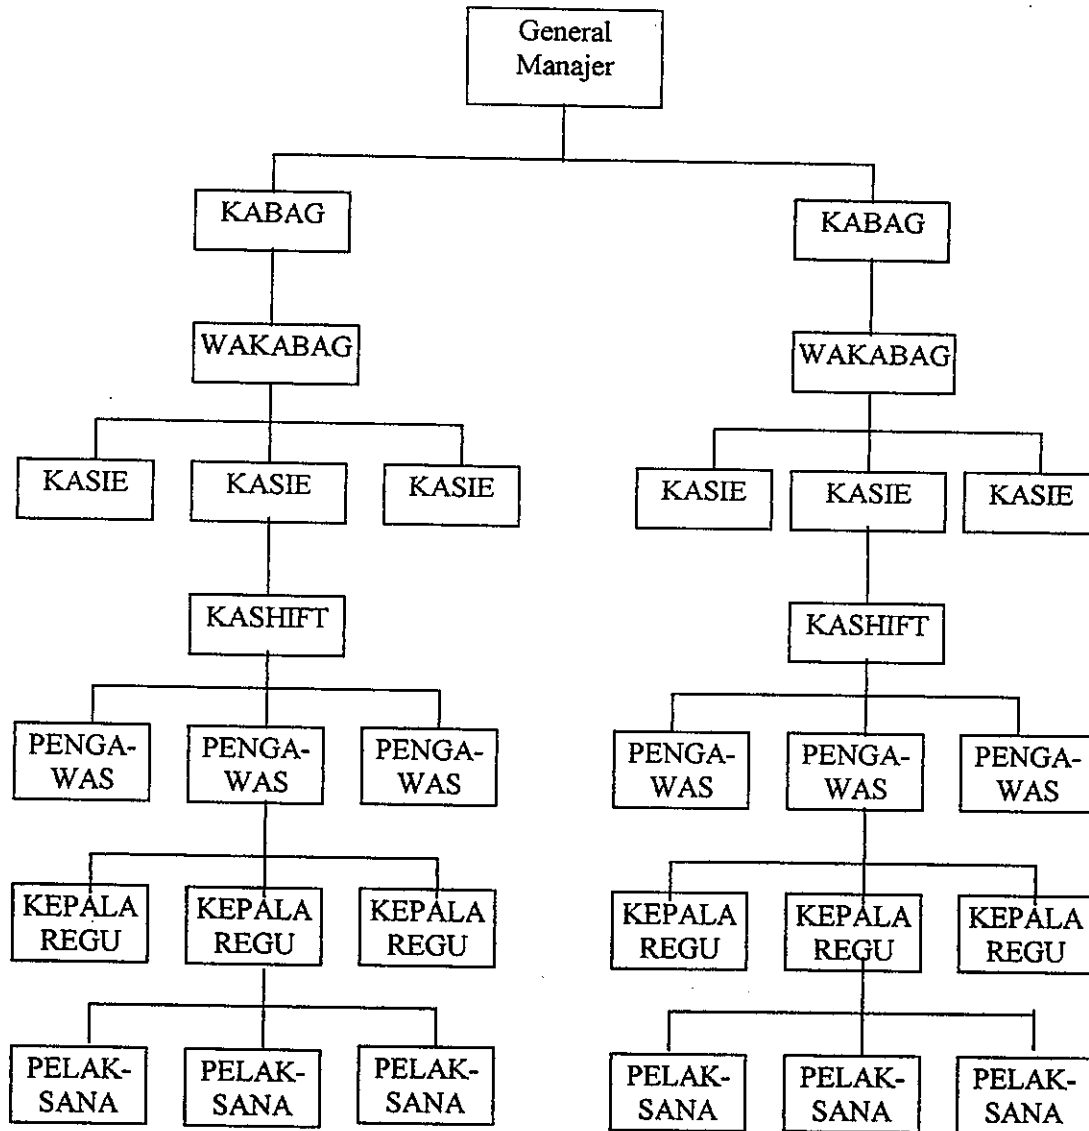 General
Manajer
KABAG
KABAG
WAKABAG
WAKABAG
KASIE
KASIE
KASIE
KASIE
KASIE
KASIE
KASHIFT
KASHIFT
PENGA-
WAS
PENGA-
WAS
PENGA-
WAS
PENGA-
WAS
PENGA-
WAS
PENGA-
WAS
KEPALA
REGU
KEPALA
REGU
KEPALA
REGU
KEPALA
REGU
KEPALA
REGU
KEPALA
REGU
PELAK-
SANA
PELAK-
SANA
PELAK-
SANA
PELAK-
SANA
PELAK-
SANA
PELAK-
SANA